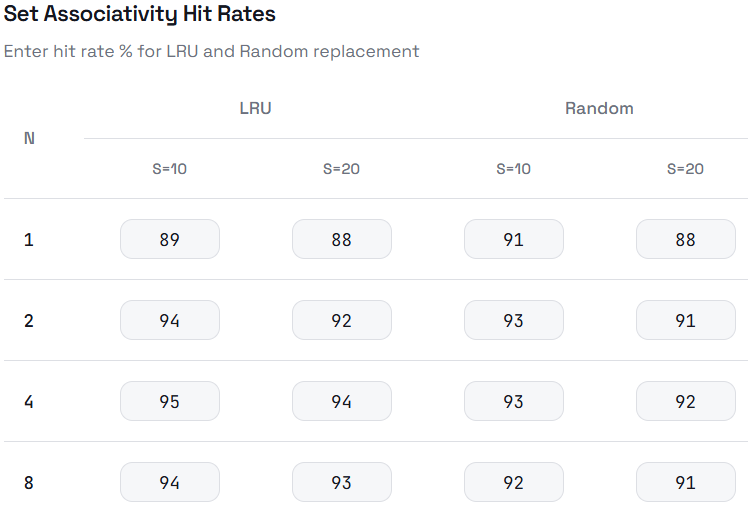 Set Associativity Hit Rates
Enter hit rate % for LRU and Random replacement
LRU Random
N
S=10 S=20 S=10 S=20
1 89 88 91 88
2 94 92 93 91
4 95 94 93 92
8 94 93 92 91